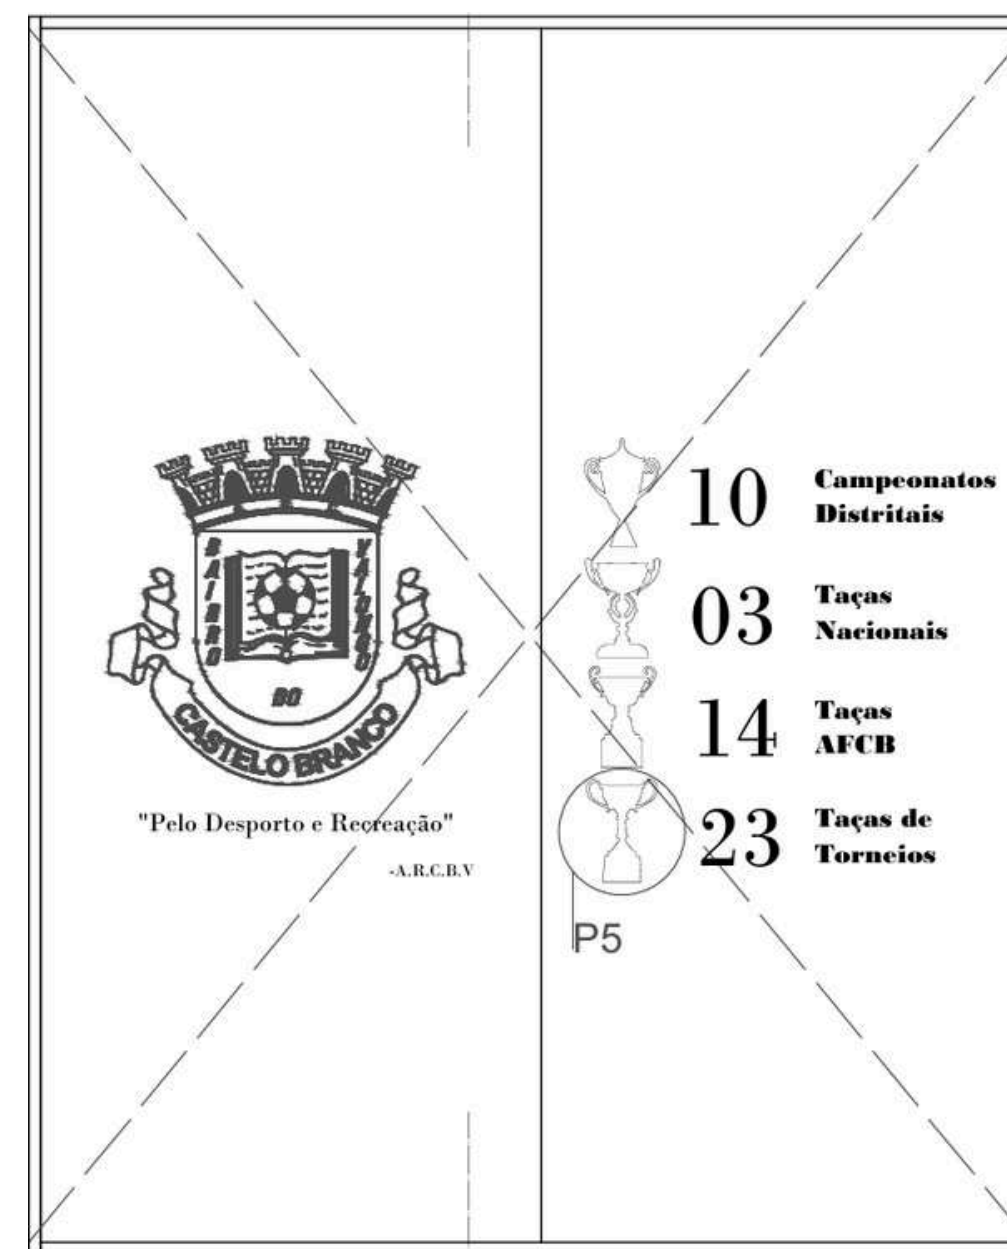 BAIRRO
VALONGO
DO
CASTELO BRANCO
"Pelo Desporto e Recreação"
-A.R.C.B.V
10 Campeonatos
Distritais
03 Taças
Nacionais
14 Taças
AFCB
23 Taças de
Torneios
P5